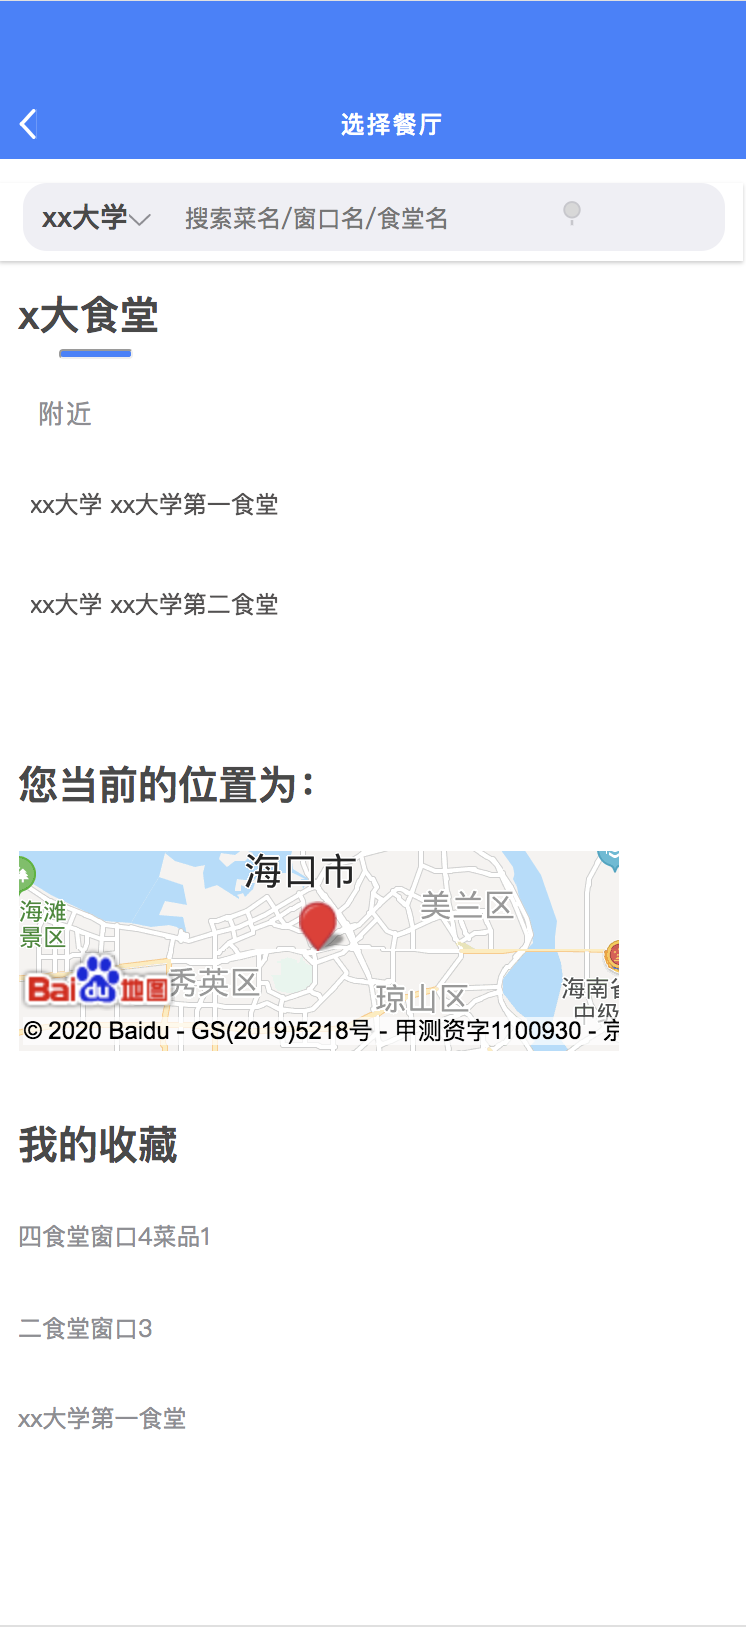 选择餐厅
xx大学 搜索菜名/窗口名/食堂名
x大食堂
附近
xx大学 xx大学第一食堂
xx大学 xx大学第二食堂
您当前的位置为：
海口市
美兰区
海滩
景区
Bai du 地图
秀英区
琼山区
海南省
中级
© 2020 Baidu - GS(2019)5218号 - 甲测资字1100930 - 京
我的收藏
四食堂窗口4菜品1
二食堂窗口3
xx大学第一食堂